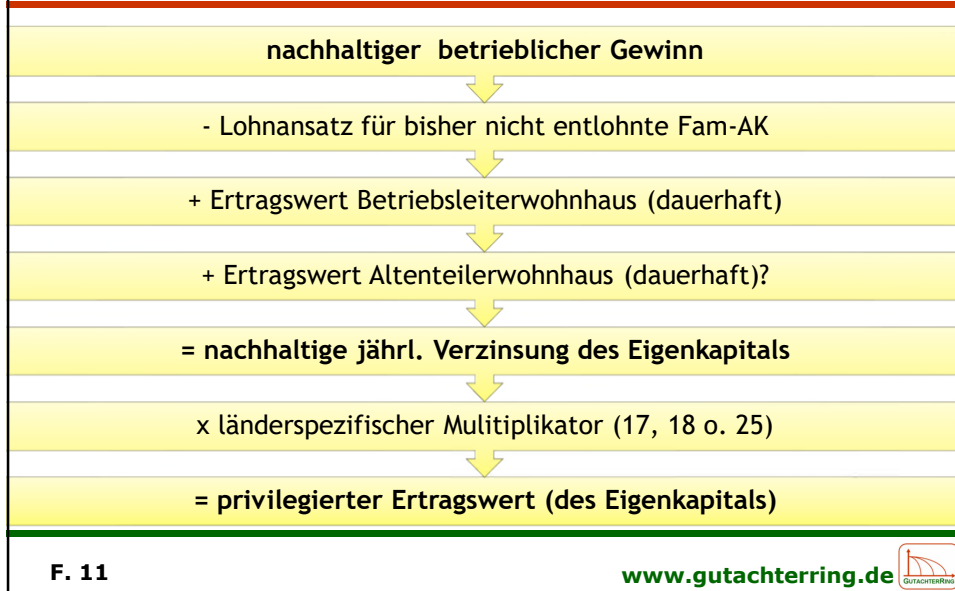 nachhaltiger betrieblicher Gewinn
- Lohnansatz für bisher nicht entlohnte Fam-AK
+ Ertragswert Betriebsleiterwohnhaus (dauerhaft)
+ Ertragswert Altenteilerwohnhaus (dauerhaft)?
= nachhaltige jährl. Verzinsung des Eigenkapitals
x länderspezifischer Mulitiplikator (17, 18 o. 25)
= privilegierter Ertragswert (des Eigenkapitals)
F. 11
www.gutachterring.de
GUTACHTERRING